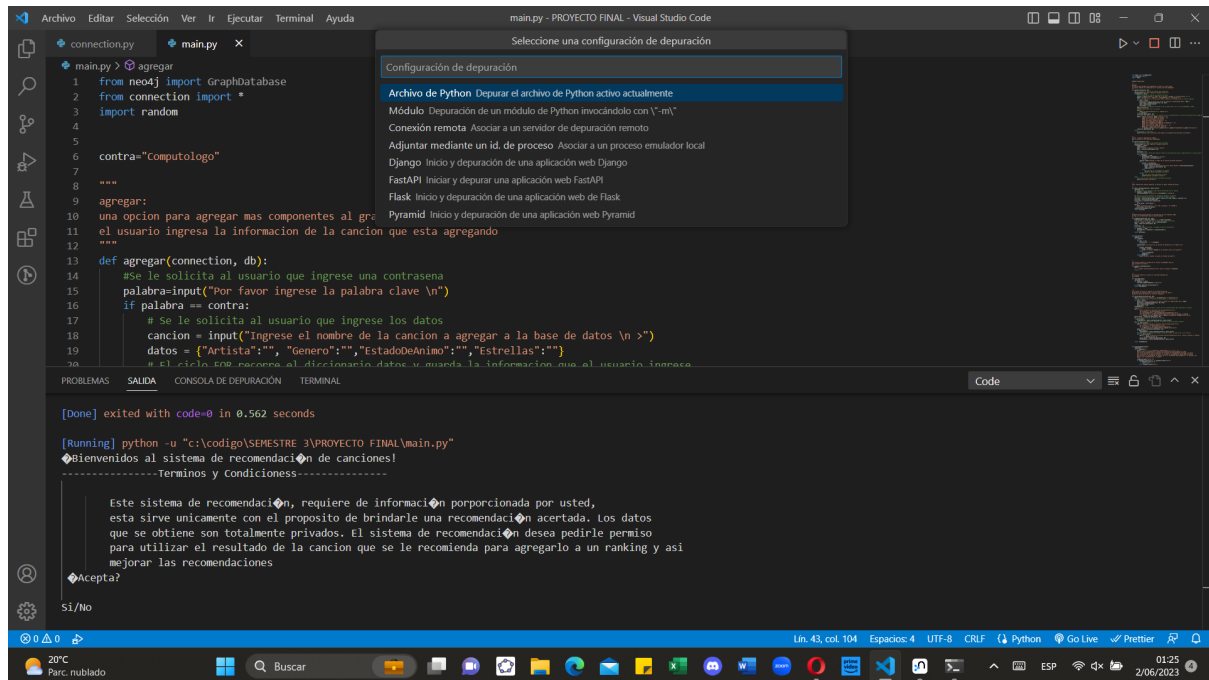 Archivo Editar Selección Ver Ir Ejecutar Terminal Ayuda
main.py - PROYECTO FINAL - Visual Studio Code
connection.py
main.py
main.py > agregar
Seleccione una configuración de depuración
Configuración de depuración
Archivo de Python Depurar el archivo de Python activo actualmente
Módulo Depuración de un módulo de Python invocándolo con \"-m\"
Conexión remota Asociar a un servidor de depuración remoto
Adjuntar mediante un id. de proceso Asociar a un proceso emulador local
Django Inicio y depuración de una aplicación web Django
FastAPI Iniciar y depurar una aplicación web FastAPI
Flask Inicio y depuración de una aplicación web de Flask
Pyramid Inicio y depuración de una aplicación web Pyramid
1 from neo4j import GraphDatabase
2 from connection import *
3 import random
4
5
6 contra="Computologo"
7
8 """
9 agregar:
10 una opcion para agregar mas componentes al gra
11 el usuario ingresa la informacion de la cancion que esta agregando
12 """
13 def agregar(connection, db):
14 #Se le solicita al usuario que ingrese una contrasena
15 palabra=input("Por favor ingrese la palabra clave \n")
16 if palabra == contra:
17 # Se le solicita al usuario que ingrese los datos
18 cancion = input("Ingrese el nombre de la cancion a agregar a la base de datos \n >")
19 datos = {"Artista":"", "Genero":"","EstadoDeAnimo":"","Estrellas":""}
20 # El ciclo FOR recorre el diccionario datos y guarda la informacion que el usuario ingrese
PROBLEMAS SALIDA CONSOLA DE DEPURACIÓN TERMINAL
Code
[Done] exited with code=0 in 0.562 seconds
[Running] python -u "c:\codigo\SEMESTRE 3\PROYECTO FINAL\main.py"
�Bienvenidos al sistema de recomendaci�n de canciones!
----------------Terminos y Condicioness---------------
Este sistema de recomendaci�n, requiere de informaci�n porporcionada por usted,
esta sirve unicamente con el proposito de brindarle una recomendaci�n acertada. Los datos
que se obtiene son totalmente privados. El sistema de recomendaci�n desea pedirle permiso
para utilizar el resultado de la cancion que se le recomienda para agregarlo a un ranking y asi
mejorar las recomendaciones
�Acepta?
Si/No
0 0
Lín. 43, col. 104 Espacios: 4 UTF-8 CRLF Python Go Live Prettier
20°C
Parc. nublado
Buscar
ESP
01:25
2/06/2023
4